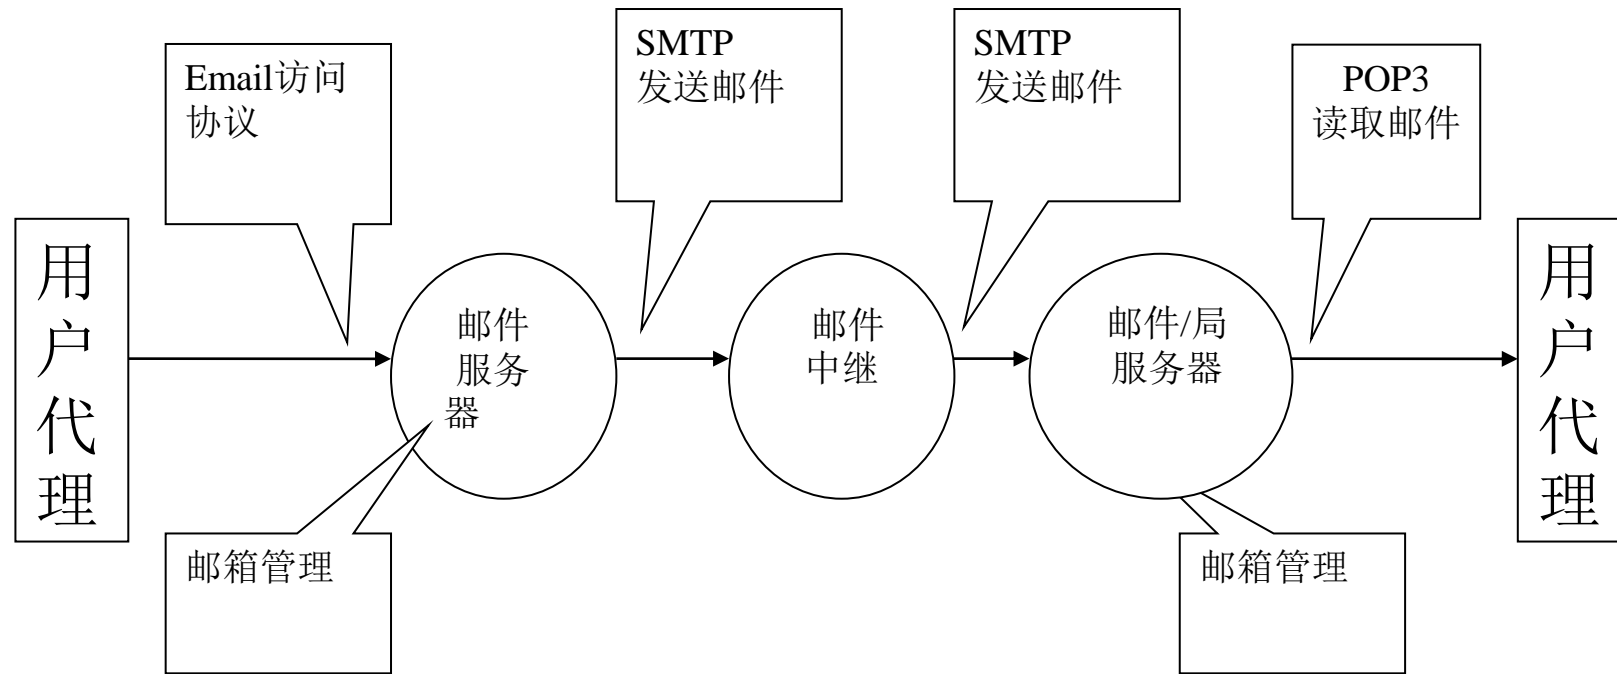 Email访问
协议
SMTP
发送邮件
SMTP
发送邮件
POP3
读取邮件
用
户
代
理
邮件
服务
器
邮件
中继
邮件/局
服务器
用
户
代
理
邮箱管理
邮箱管理